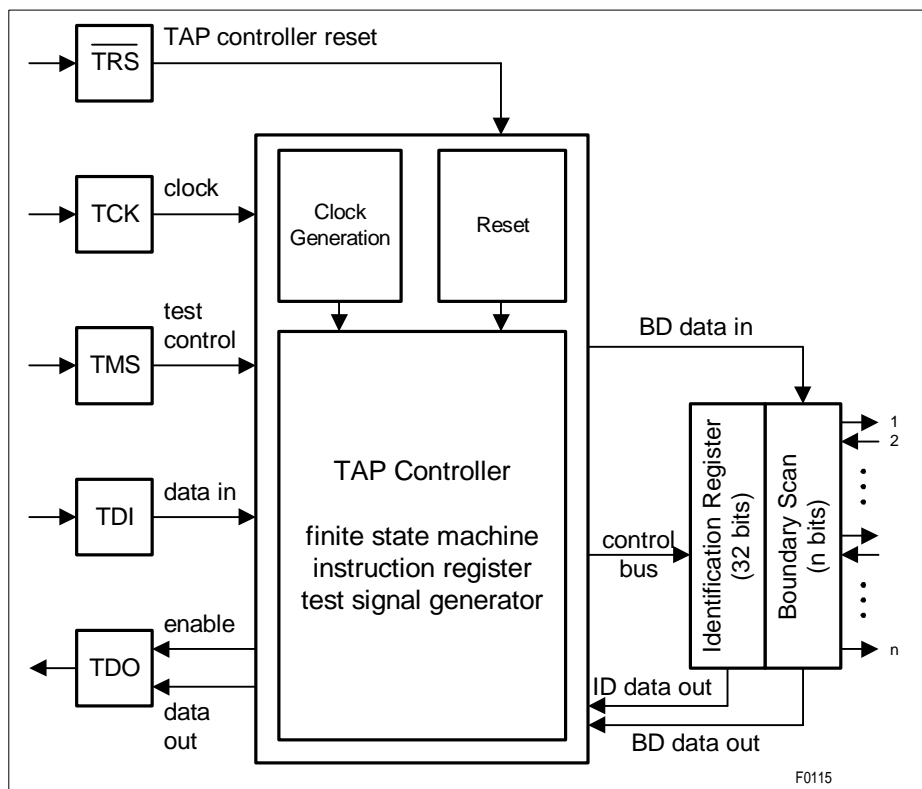 TAP controller reset
TRS
clock
TCK
Clock
Generation
Reset
test
control
TMS
BD data in
1
2
TAP Controller
data in
TDI
finite state machine
instruction register
test signal generator
control
bus
Identification Register
(32 bits)
Boundary Scan
(n bits)
enable
TDO
data
out
n
ID data out
BD data out
F0115